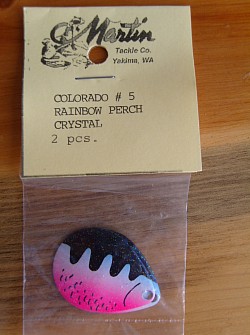 Martin
Tackle Co.
Yakima, WA
COLORADO # 5
RAINBOW PERCH
CRYSTAL
2 pcs.